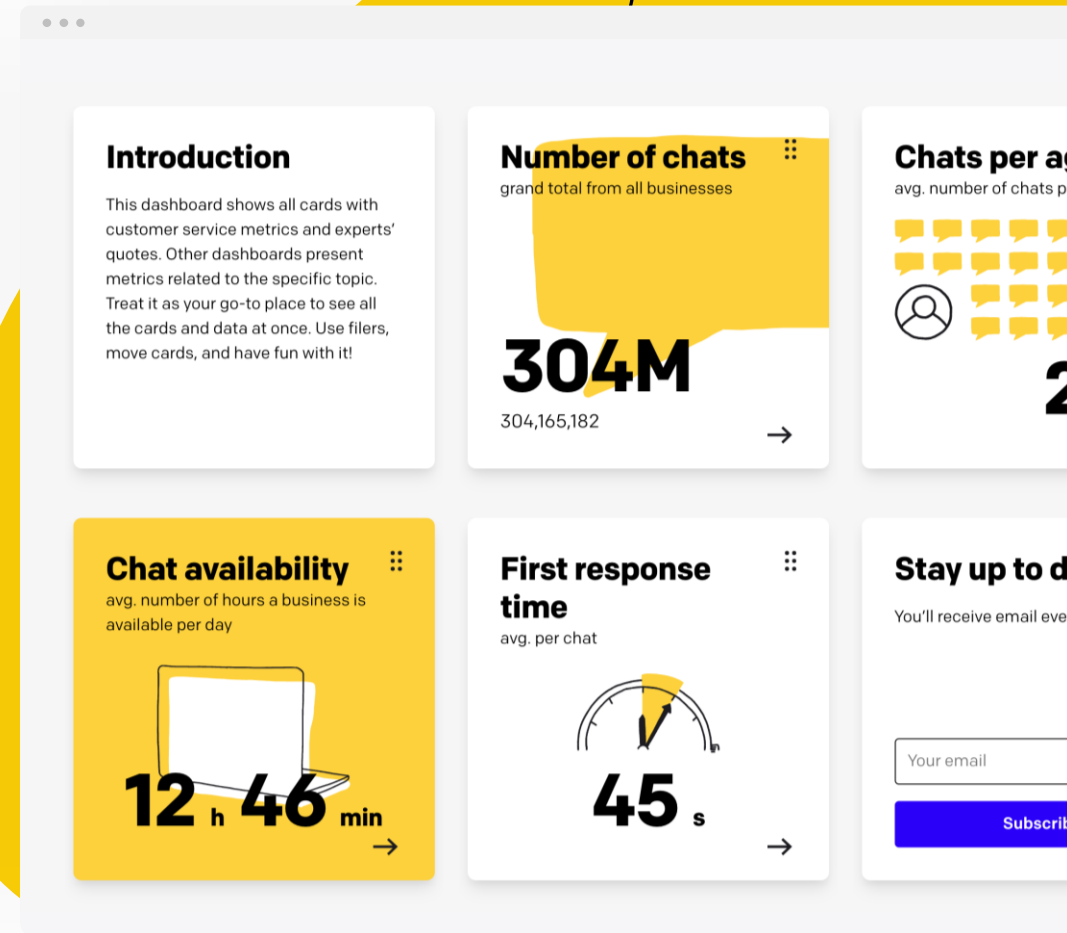 Introduction
This dashboard shows all cards with
customer service metrics and experts’
quotes. Other dashboards present
metrics related to the specific topic.
Treat it as your go-to place to see all
the cards and data at once. Use filers,
move cards, and have fun with it!
Number of chats
grand total from all businesses
304M
304,165,182
Chats per
avg. number of chats
2
Chat availability
avg. number of hours a business is
available per day
12 h 46 min
First response
time
avg. per chat
45 s
Stay up to
You’ll receive email
Your email